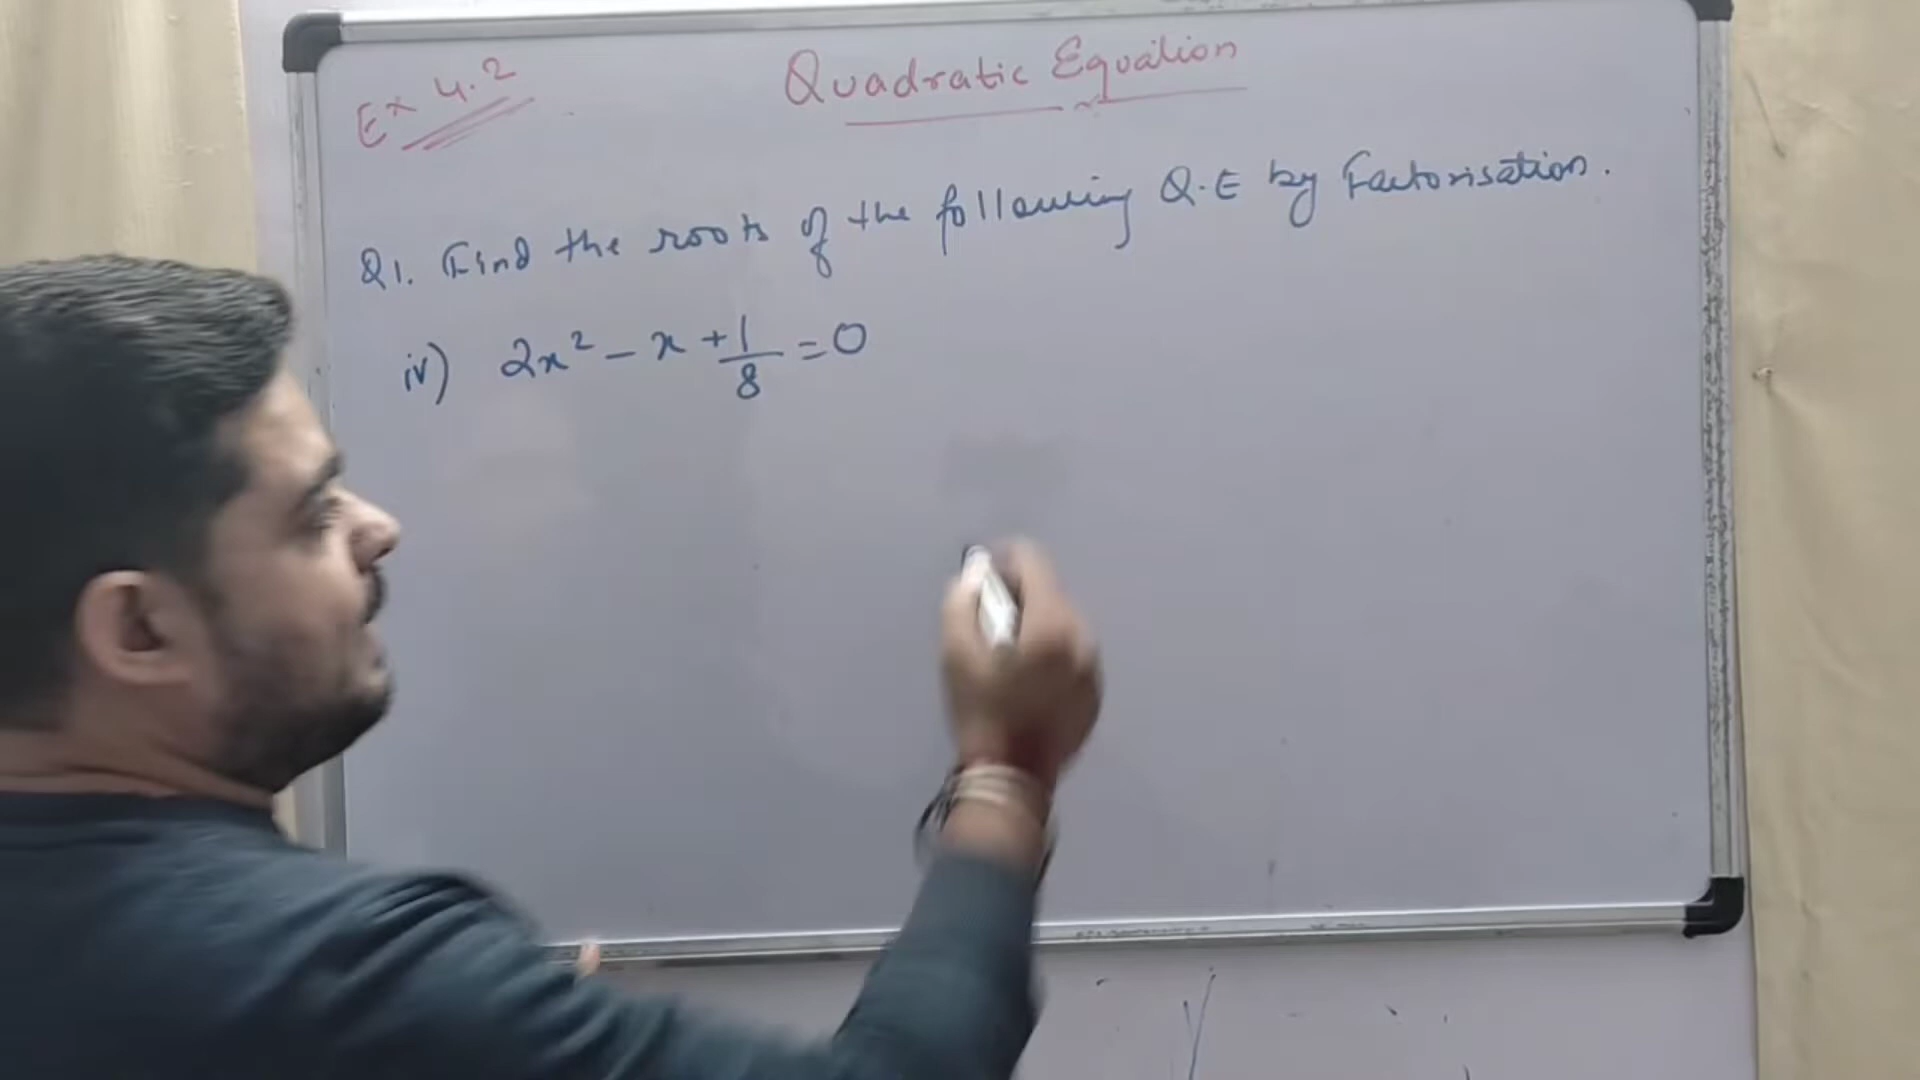 Ex 4.2
Quadratic Equation
Q1. Find the roots of the following Q.E by Factorisation.
iv) 2x² - x + 1/8 = 0